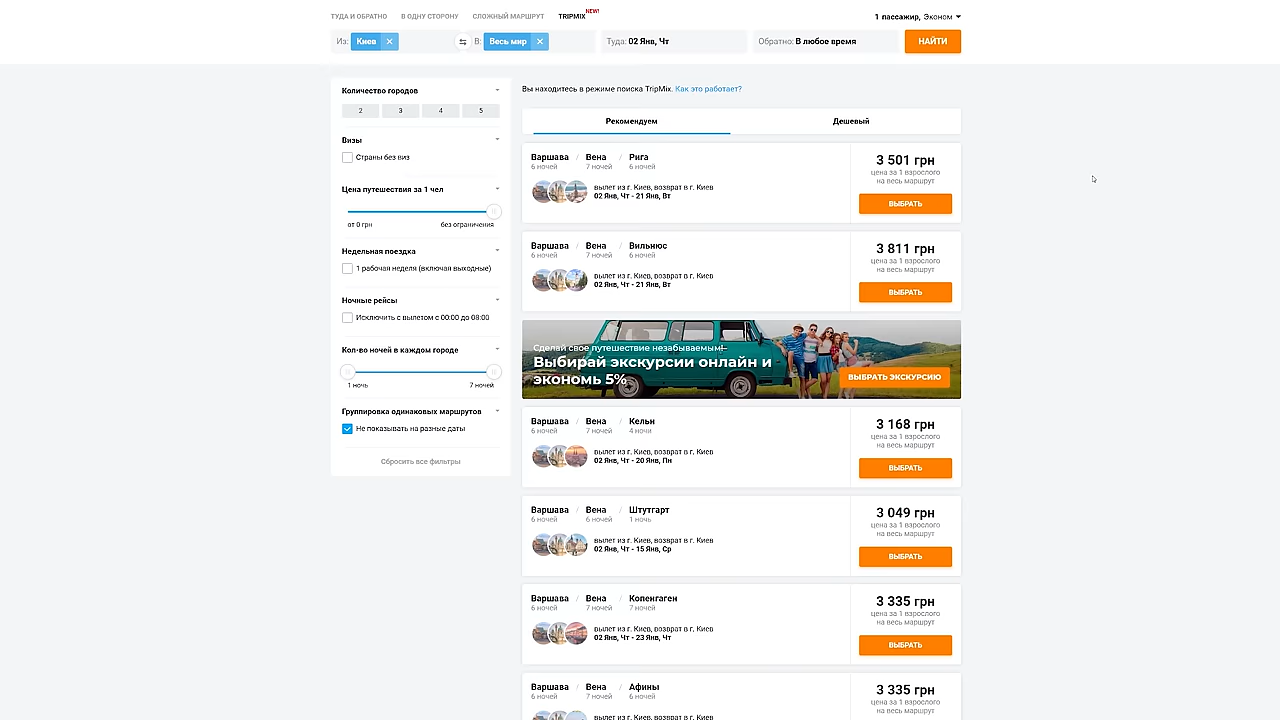 ТУДА И ОБРАТНО В ОДНУ СТОРОНУ СЛОЖНЫЙ МАРШРУТ TRIPMIX NEW! 1 пассажир, Эконом
Из: Киев В: Весь мир Туда: 02 Янв, Чт Обратно: В любое время НАЙТИ
Количество городов
2 3 4 5
Визы
Страны без виз
Цена путешествия за 1 чел
от 0 грн без ограничения
Недельная поездка
1 рабочая неделя (включая выходные)
Ночные рейсы
Исключить с вылетом с 00:00 до 08:00
Кол-во ночей в каждом городе
1 ночь 7 ночей
Группировка одинаковых маршрутов
Не показывать на разные даты
Сбросить все фильтры
Вы находитесь в режиме поиска TripMix. Как это работает?
Рекомендуем Дешевый
Варшава / Вена / Рига
6 ночей 7 ночей 6 ночей
вылет из г. Киев, возврат в г. Киев
02 Янв, Чт - 21 Янв, Вт
3 501 грн
цена за 1 взрослого
на весь маршрут
ВЫБРАТЬ
Варшава / Вена / Вильнюс
6 ночей 7 ночей 6 ночей
вылет из г. Киев, возврат в г. Киев
02 Янв, Чт - 21 Янв, Вт
3 811 грн
цена за 1 взрослого
на весь маршрут
ВЫБРАТЬ
Сделай свое путешествие незабываемым!
Выбирай экскурсии онлайн и
экономь 5%
ВЫБРАТЬ ЭКСКУРСИЮ
Варшава / Вена / Кельн
6 ночей 7 ночей 4 ночи
вылет из г. Киев, возврат в г. Киев
02 Янв, Чт - 20 Янв, Пн
3 168 грн
цена за 1 взрослого
на весь маршрут
ВЫБРАТЬ
Варшава / Вена / Штутгарт
6 ночей 6 ночей 1 ночь
вылет из г. Киев, возврат в г. Киев
02 Янв, Чт - 15 Янв, Ср
3 049 грн
цена за 1 взрослого
на весь маршрут
ВЫБРАТЬ
Варшава / Вена / Копенгаген
6 ночей 7 ночей 7 ночей
вылет из г. Киев, возврат в г. Киев
02 Янв, Чт - 23 Янв, Чт
3 335 грн
цена за 1 взрослого
на весь маршрут
ВЫБРАТЬ
Варшава / Вена / Афины
6 ночей 7 ночей 6 ночей
вылет из г. Киев, возврат в г. Киев
3 335 грн
цена за 1 взрослого
на весь маршрут